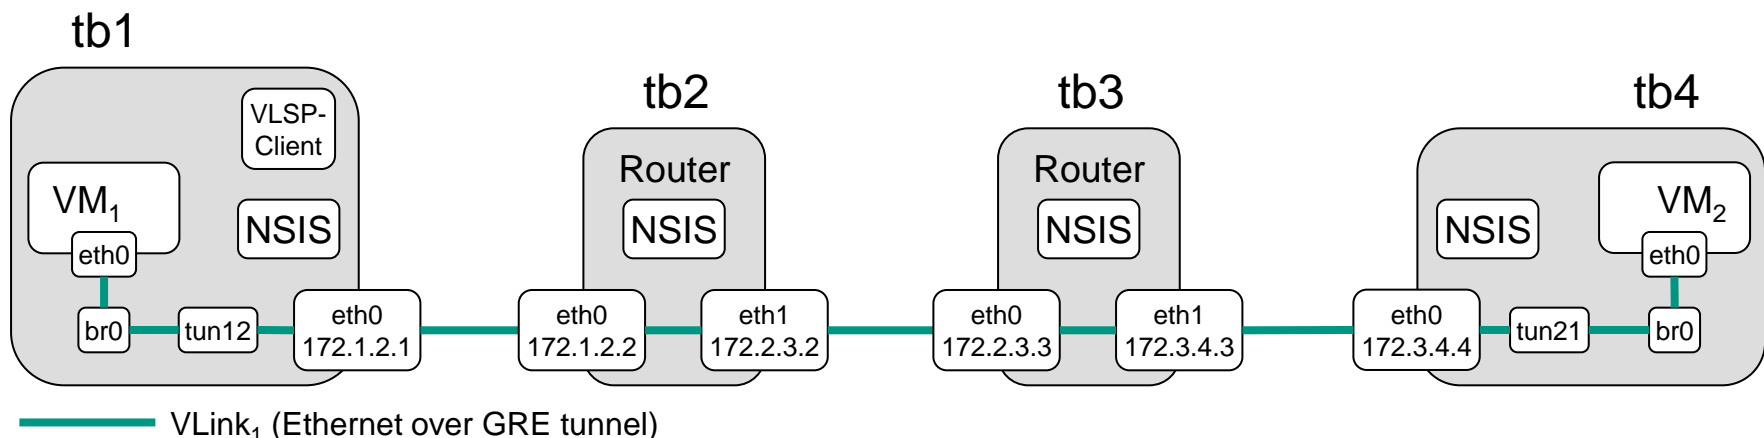 tb1
VLSP-
Client
VM1
NSIS
eth0
br0
tun12
eth0
172.1.2.1
tb2
Router
NSIS
eth0
172.1.2.2
eth1
172.2.3.2
tb3
Router
NSIS
eth0
172.2.3.3
eth1
172.3.4.3
tb4
VM2
NSIS
eth0
eth0
172.3.4.4
tun21
br0
VLink1 (Ethernet over GRE tunnel)